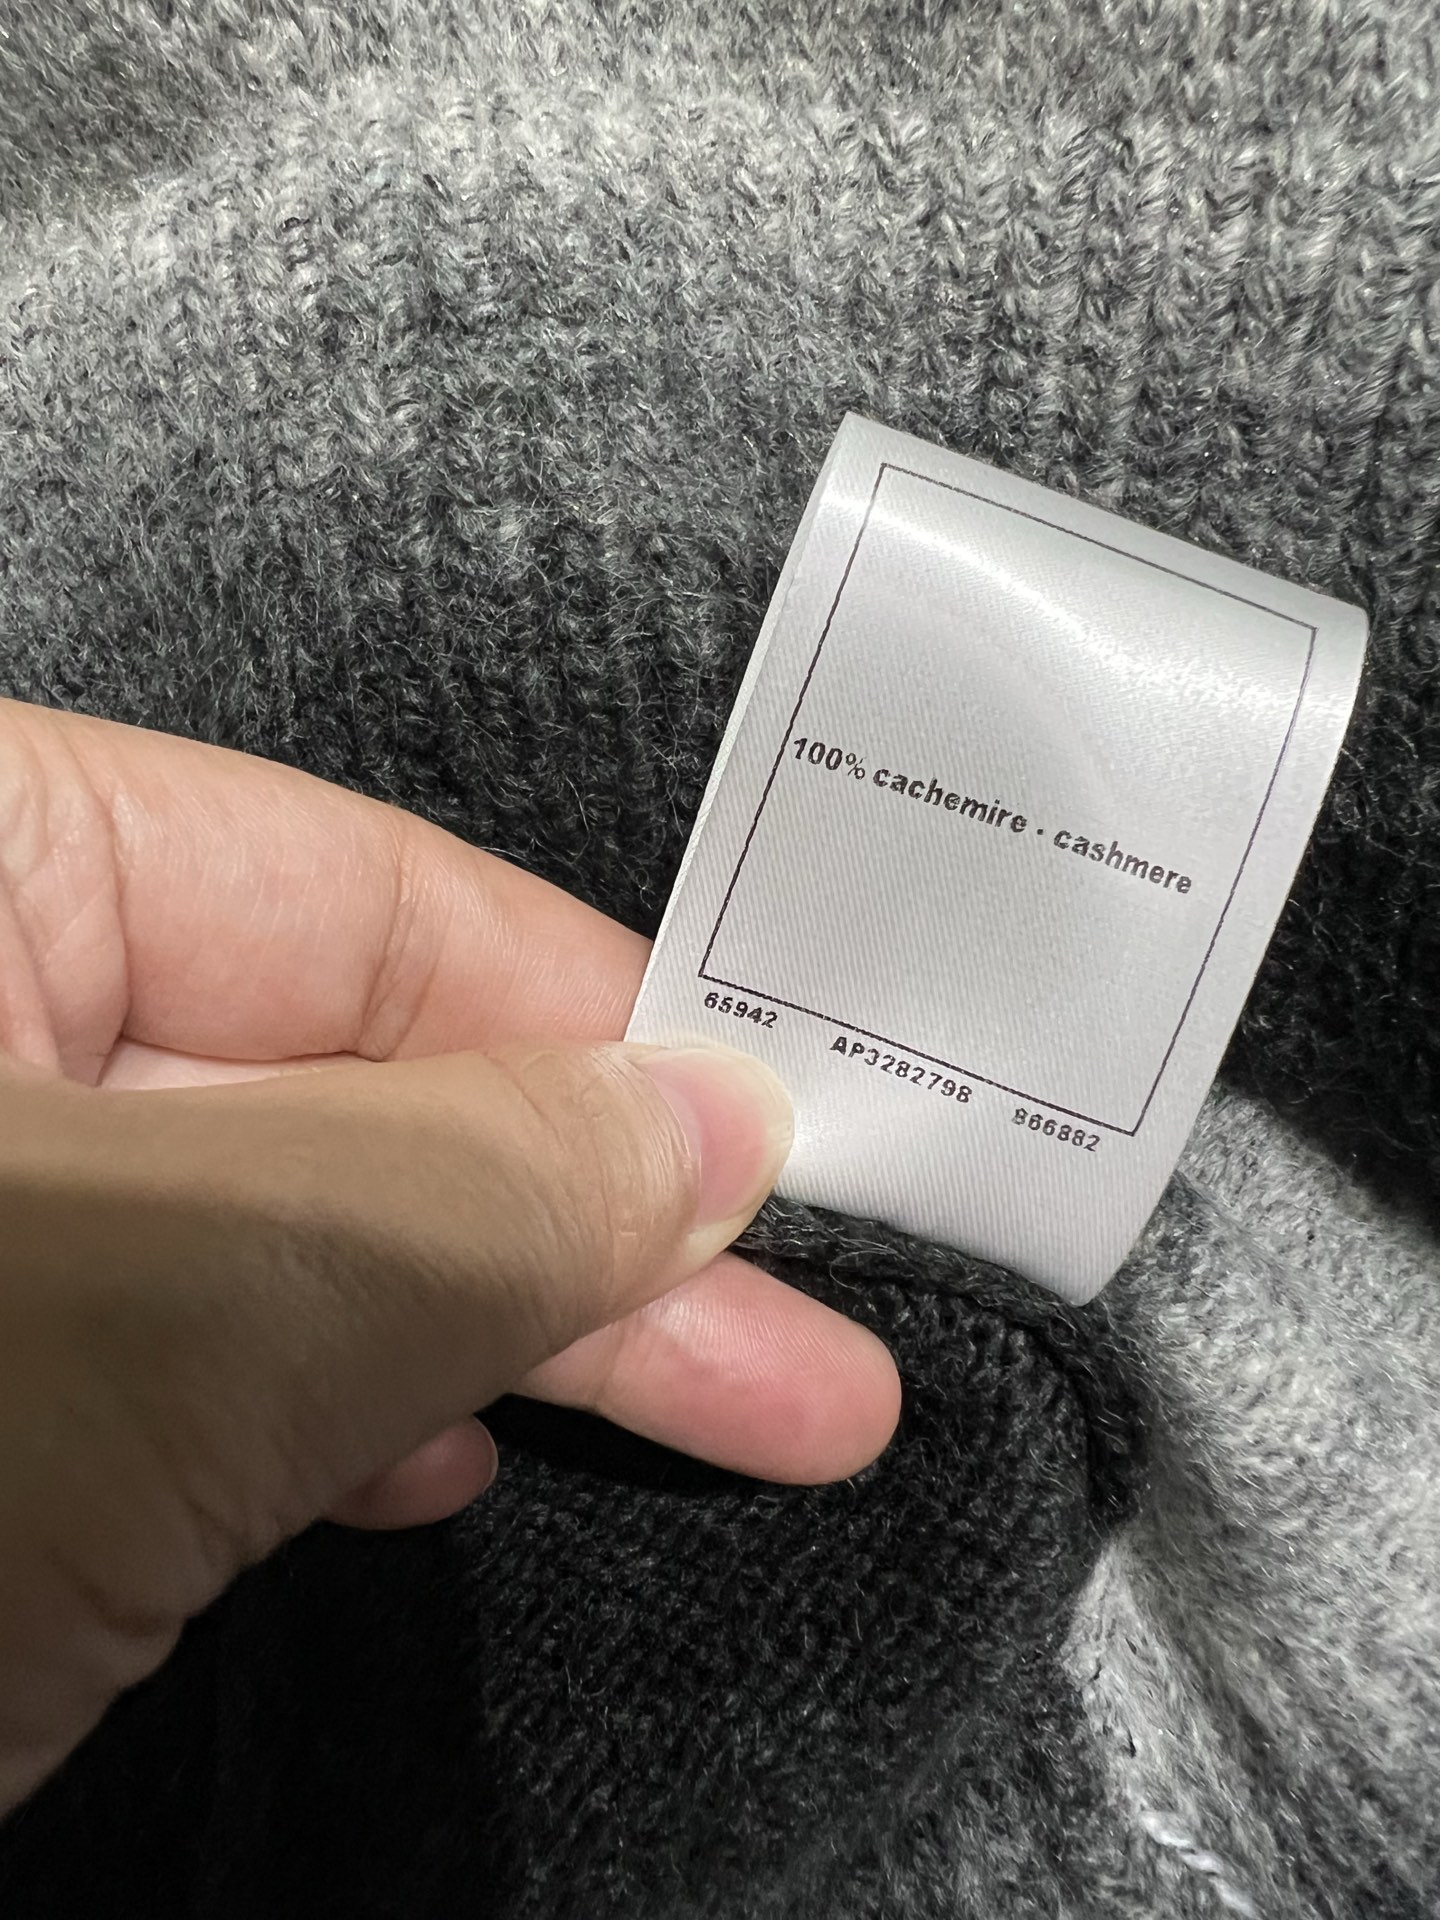 100% cachemire · cashmere
65942 AP3282798 866882